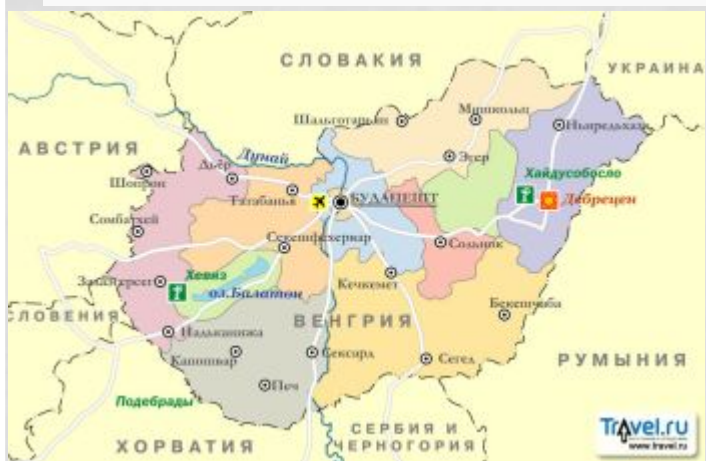 СЛОВАКИЯ
УКРАИНА
Мишкольц
Ньиредьхаза
АВСТРИЯ
Дунай
Эгер
Дьёр
Хайдусобосло
Шопрон
Татабанья
БУДАПЕШТ
Дебрецен
Сомбатхей
Секешфехервар
Сольнок
Хевяз
Залаэгерсег
Кечкемет
оз.Балатон
Бекешчаба
СЛОВЕНИЯ
ВЕНГРИЯ
Надьканижа
Капошвар
Сексард
Сегед
РУМЫНИЯ
Печ
Подебрады
Travel.ru
www.travel.ru
СЕРБИЯ И
ЧЕРНОГОРИЯ
ХОРВАТИЯ